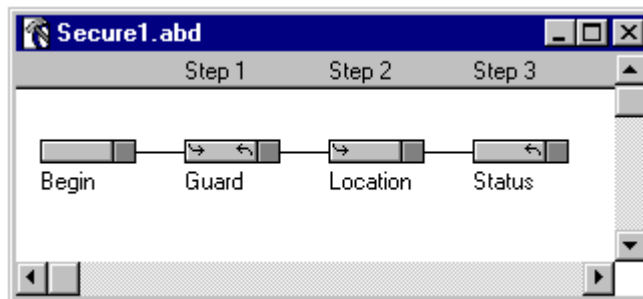 Secure1.abd
Step 1 Step 2 Step 3
Begin Guard Location Status